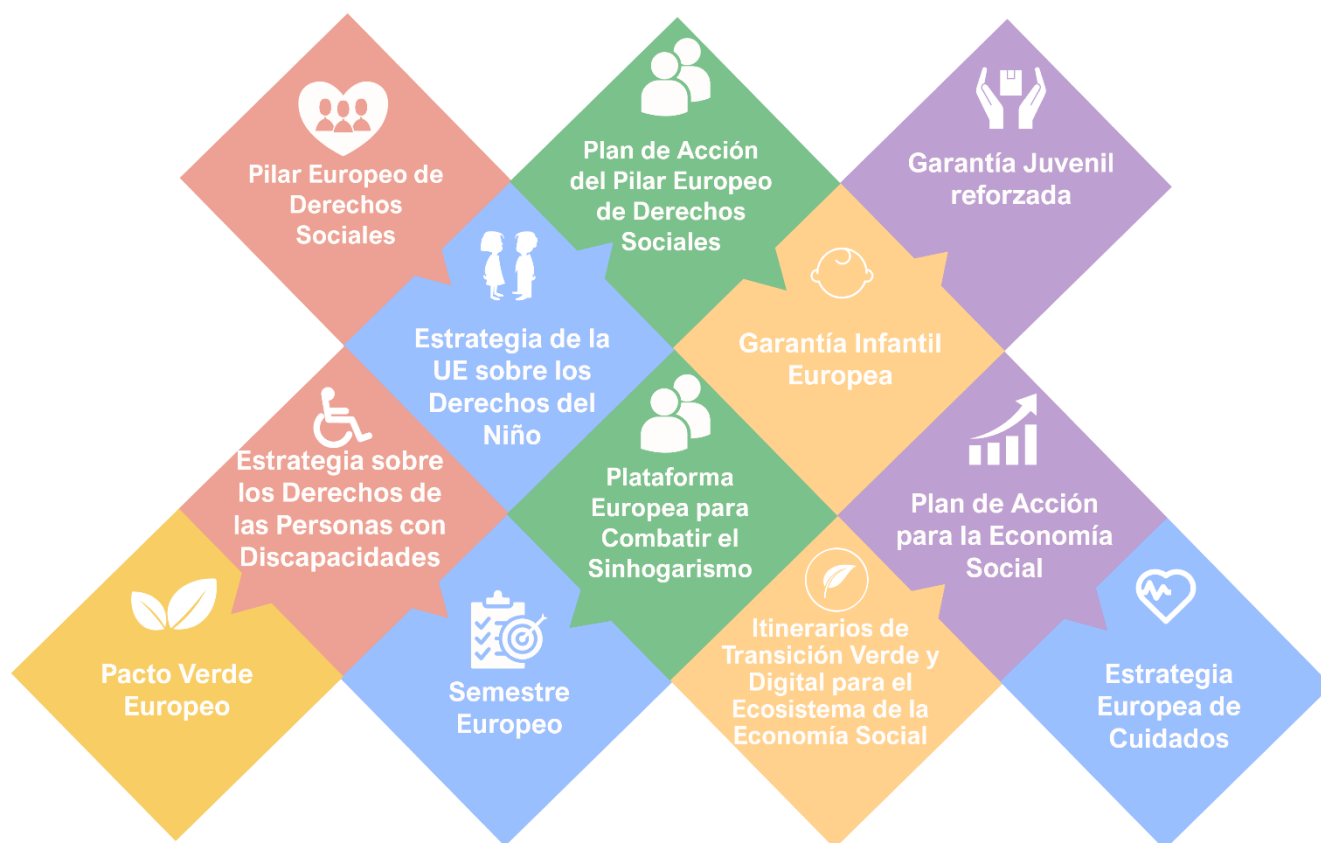 Pilar Europeo de
Derechos
Sociales
Plan de Acción
del Pilar Europeo
de Derechos
Sociales
Garantía Juvenil
reforzada
Estrategia de la
UE sobre los
Derechos del
Niño
Garantía Infantil
Europea
Estrategia sobre
los Derechos de
las Personas con
Discapacidades
Plataforma
Europea para
Combatir el
Sinhogarismo
Plan de Acción
para la Economía
Social
Pacto Verde
Europeo
Semestre
Europeo
Itinerarios de
Transición Verde y
Digital para el
Ecosistema de la
Economía Social
Estrategia
Europea de
Cuidados